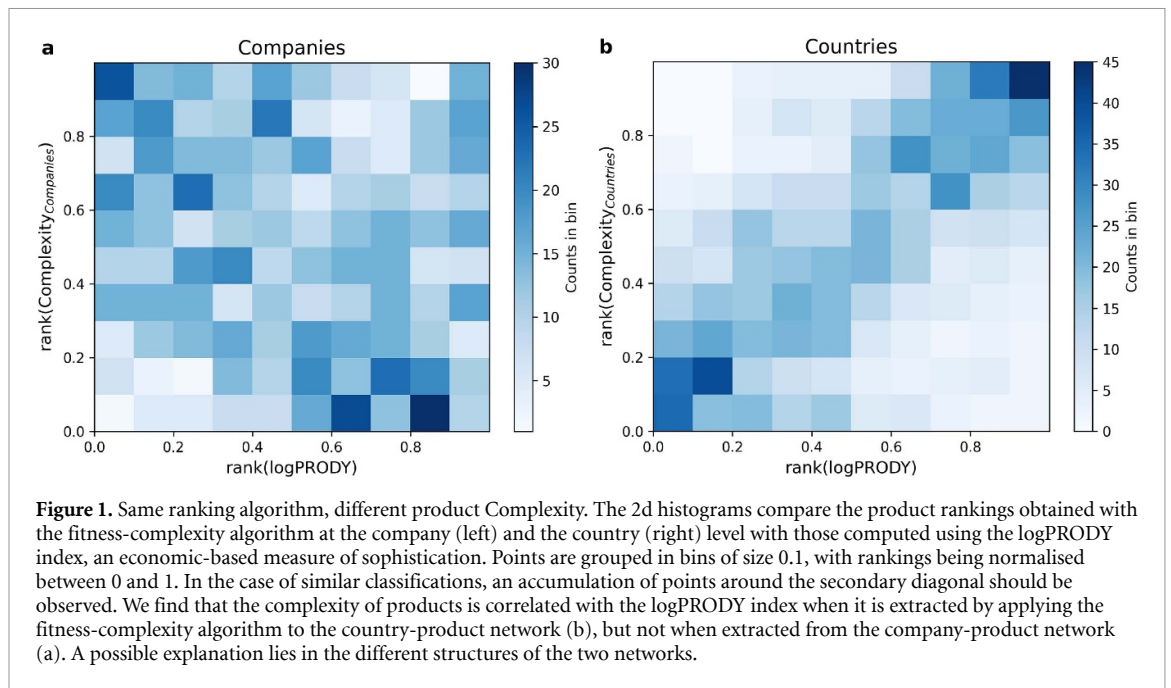 a
Companies
rank(Complexity_Companies)
0.8
0.6
0.4
0.2
0.0
0.0 0.2 0.4 0.6 0.8
rank(logPRODY)
30
25
20
15
10
5
Counts in bin
b
Countries
rank(Complexity_Countries)
0.8
0.6
0.4
0.2
0.0
0.0 0.2 0.4 0.6 0.8
rank(logPRODY)
45
40
35
30
25
20
15
10
5
0
Counts in bin
Figure 1. Same ranking algorithm, different product Complexity. The 2d histograms compare the product rankings obtained with
the fitness-complexity algorithm at the company (left) and the country (right) level with those computed using the logPRODY
index, an economic-based measure of sophistication. Points are grouped in bins of size 0.1, with rankings being normalised
between 0 and 1. In the case of similar classifications, an accumulation of points around the secondary diagonal should be
observed. We find that the complexity of products is correlated with the logPRODY index when it is extracted by applying the
fitness-complexity algorithm to the country-product network (b), but not when extracted from the company-product network
(a). A possible explanation lies in the different structures of the two networks.